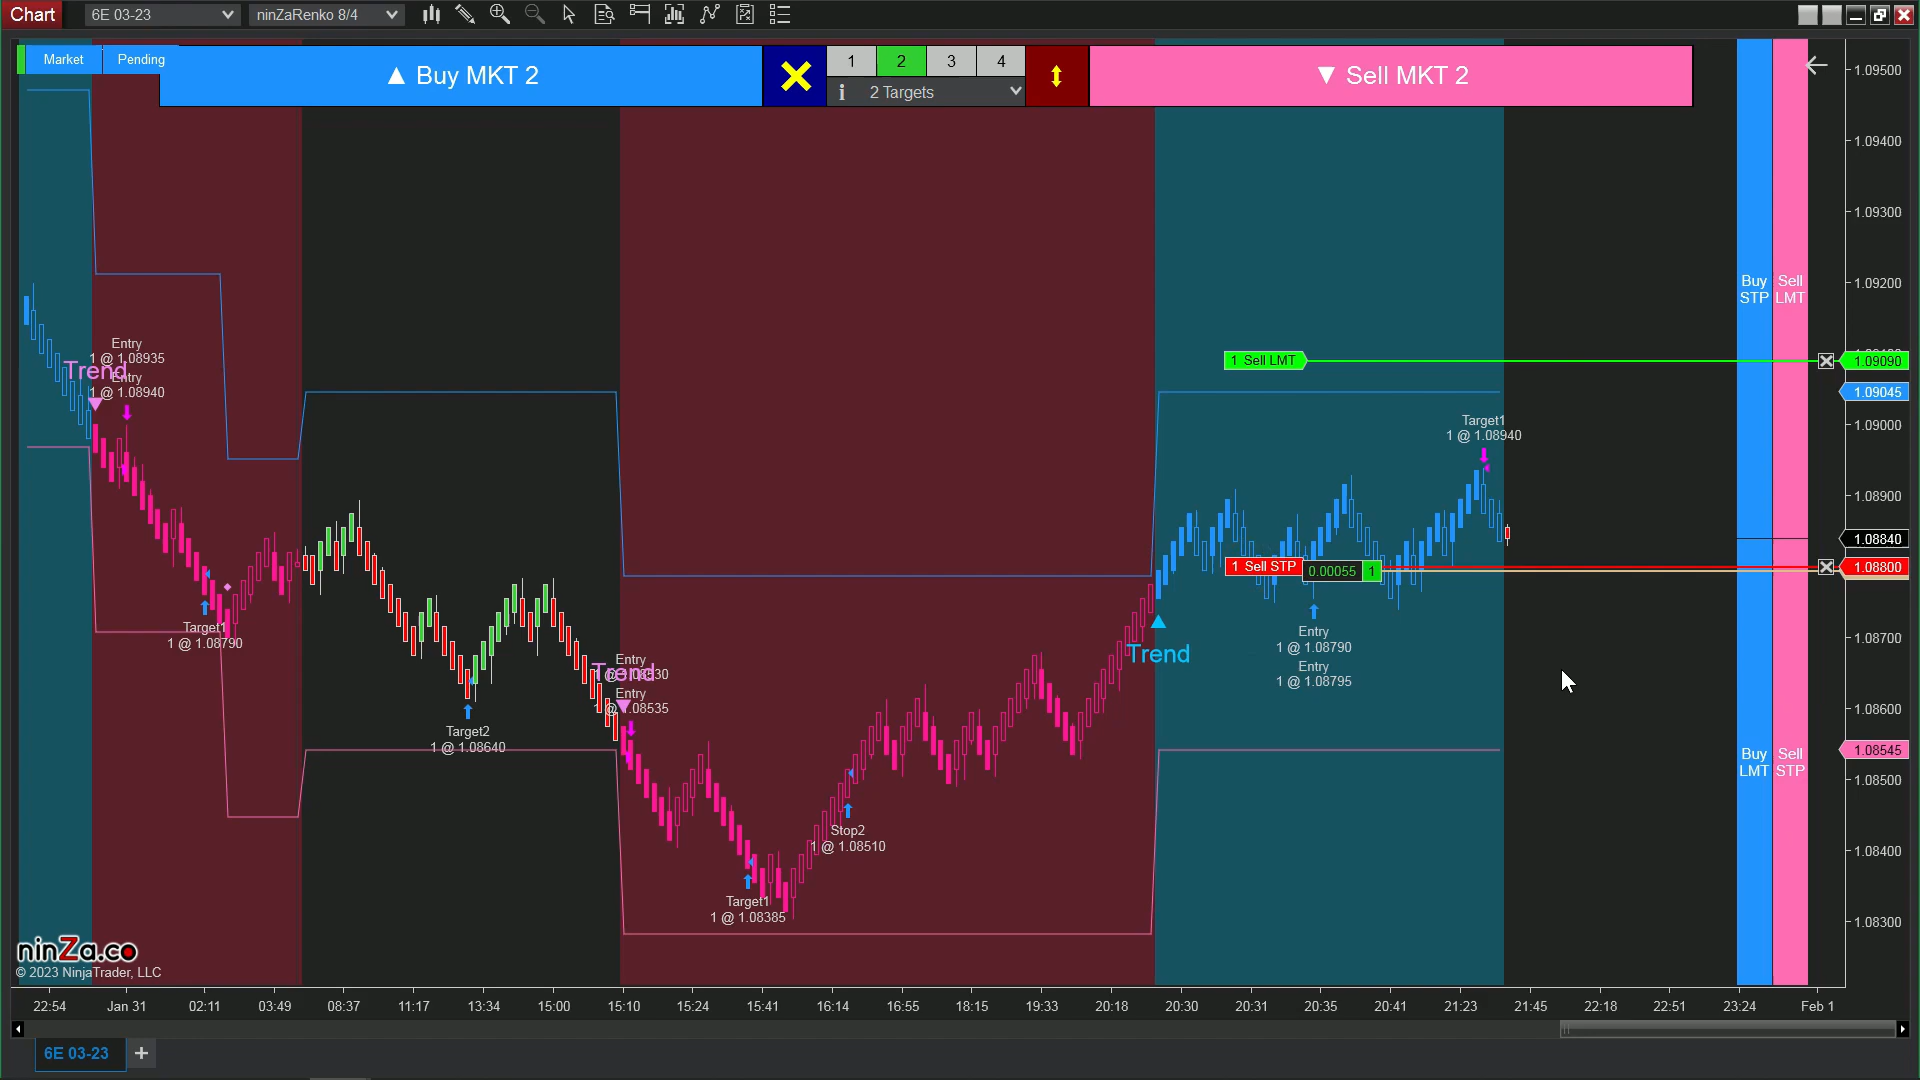 Chart
6E 03-23
ninZaRenko 8/4
Market
Pending
▲ Buy MKT 2
1
2
3
4
2 Targets
▼ Sell MKT 2
1.09500
1.09400
1.09300
1.09200
Buy STP
Sell LMT
Entry
1 @ 1.08935
Trend
Entry
1 @ 1.08940
1 Sell LMT
1.09090
1.09045
Target1
1 @ 1.08940
1.09000
1.08900
1.08840
1 Sell STP
0.00055
1
1.08800
Target1
1 @ 1.08790
Entry
Trend
Entry
1 @ 1.08535
Entry
1 @ 1.08790
Entry
1 @ 1.08795
Trend
1.08700
1.08600
Target2
1 @ 1.08640
Buy LMT
Sell STP
1.08545
1.08500
Stop2
1 @ 1.08510
1.08400
Target1
1 @ 1.08385
1.08300
ninZa.co
© 2023 NinjaTrader, LLC
22:54
Jan 31
02:11
03:49
08:37
11:17
13:34
15:00
15:10
15:24
15:41
16:14
16:55
18:15
19:33
20:18
20:30
20:31
20:35
20:41
21:23
21:45
22:18
22:51
23:24
Feb 1
6E 03-23
+